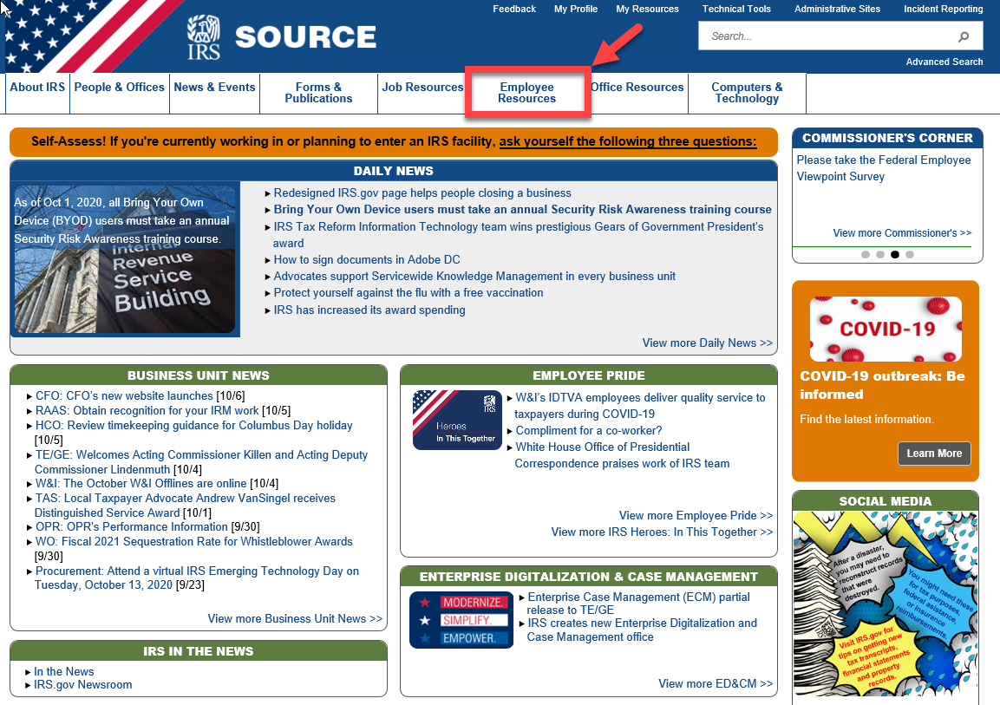 Feedback My Profile My Resources Technical Tools Administrative Sites Incident Reporting
IRS SOURCE
Search...
Advanced Search
About IRS People & Offices News & Events Forms & Publications Job Resources Employee Resources Office Resources Computers & Technology
Self-Assess! If you're currently working in or planning to enter an IRS facility, ask yourself the following three questions:
DAILY NEWS
As of Oct 1, 2020, all Bring Your Own
Device (BYOD) users must take an annual
Security Risk Awareness training course.
Internal
Revenue
Service
Building
Redesigned IRS.gov page helps people closing a business
Bring Your Own Device users must take an annual Security Risk Awareness training course
IRS Tax Reform Information Technology team wins prestigious Gears of Government President's
award
How to sign documents in Adobe DC
Advocates support Servicewide Knowledge Management in every business unit
Protect yourself against the flu with a free vaccination
IRS has increased its award spending
View more Daily News >>
COMMISSIONER'S CORNER
Please take the Federal Employee
Viewpoint Survey
View more Commissioner's >>
COVID-19
COVID-19 outbreak: Be
informed
Find the latest information.
Learn More
BUSINESS UNIT NEWS
CFO: CFO's new website launches [10/6]
RAAS: Obtain recognition for your IRM work [10/5]
HCO: Review timekeeping guidance for Columbus Day holiday
[10/5]
TE/GE: Welcomes Acting Commissioner Killen and Acting Deputy
Commissioner Lindenmuth [10/4]
W&I: The October W&I Offlines are online [10/4]
TAS: Local Taxpayer Advocate Andrew VanSingel receives
Distinguished Service Award [10/1]
OPR: OPR's Performance Information [9/30]
WO: Fiscal 2021 Sequestration Rate for Whistleblower Awards
[9/30]
Procurement: Attend a virtual IRS Emerging Technology Day on
Tuesday, October 13, 2020 [9/23]
View more Business Unit News >>
EMPLOYEE PRIDE
IRS
Heroes
In This Together
W&I's IDTVA employees deliver quality service to
taxpayers during COVID-19
Compliment for a co-worker?
White House Office of Presidential
Correspondence praises work of IRS team
View more Employee Pride >>
View more IRS Heroes: In This Together >>
ENTERPRISE DIGITALIZATION & CASE MANAGEMENT
MODERNIZE.
SIMPLIFY.
EMPOWER.
Enterprise Case Management (ECM) partial
release to TE/GE
IRS creates new Enterprise Digitalization and
Case Management office
View more ED&CM >>
IRS IN THE NEWS
In the News
IRS.gov Newsroom
SOCIAL MEDIA
After a disaster,
you may need to
reconstruct records
that were
destroyed.
You might need these
for tax purposes,
federal asistance,
or insurance
reimbursements.
Visit IRS.gov for
tips on getting new
tax transcripts,
financial statements
and property
records.